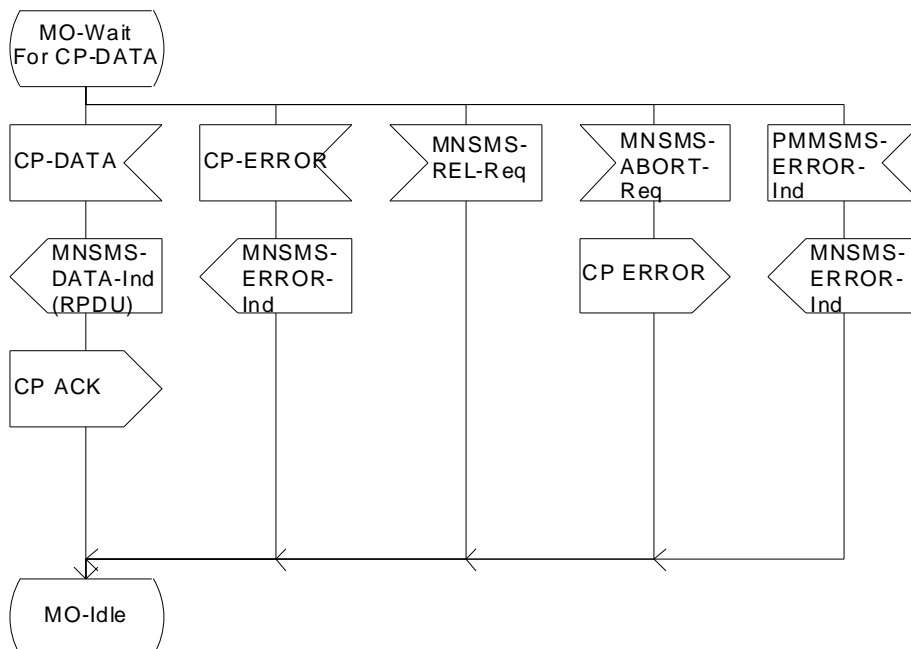 MO-Wait
For CP-DATA
CP-DATA
CP-ERROR
MNSMS-
REL-Req
MNSMS-
ABORT-
Req
PMMSMS-
ERROR-
Ind
MNSMS-
DATA-Ind
(RPDU)
MNSMS-
ERROR-
Ind
CP ERROR
MNSMS-
ERROR-
Ind
CP ACK
MO-Idle